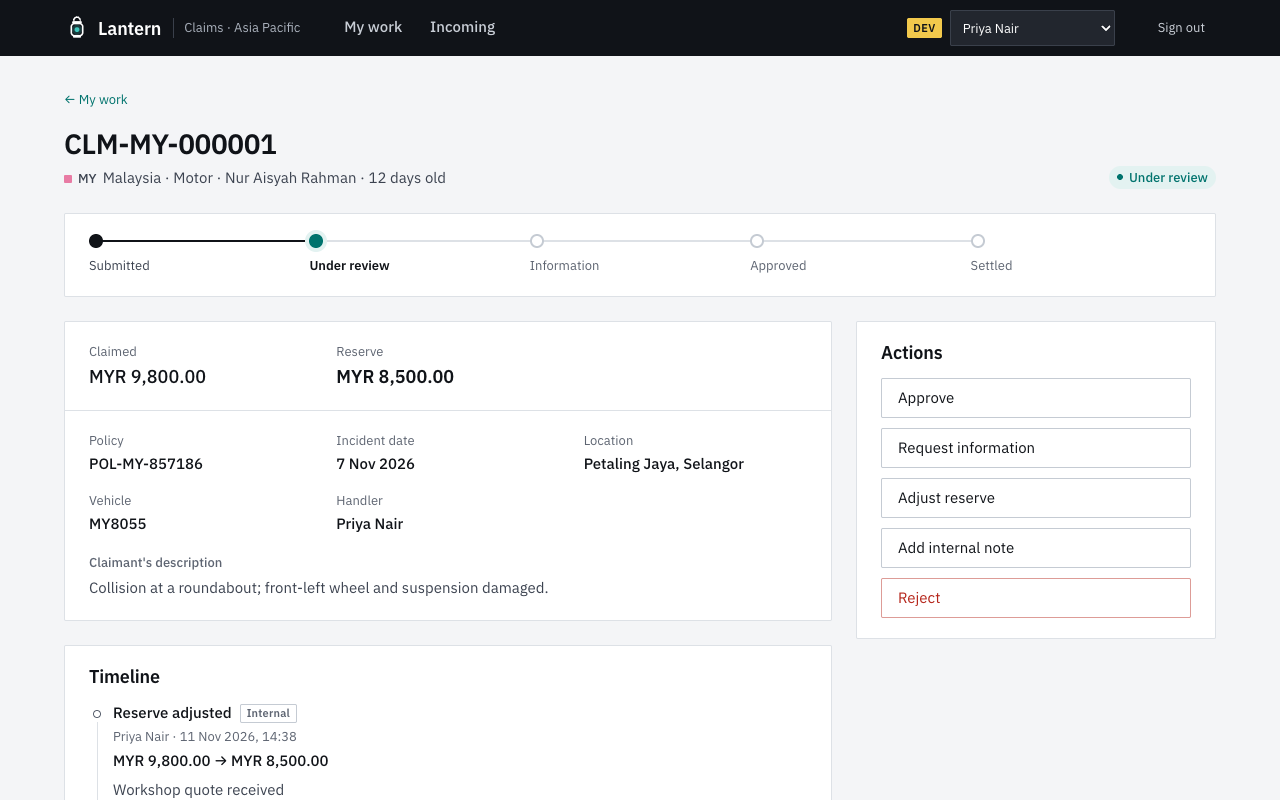 Lantern
Claims · Asia Pacific
My work
Incoming
DEV
Priya Nair
Sign out
← My work
CLM-MY-000001
MY Malaysia · Motor · Nur Aisyah Rahman · 12 days old
Under review
Submitted
Under review
Information
Approved
Settled
Claimed
MYR 9,800.00
Reserve
MYR 8,500.00
Policy
POL-MY-857186
Incident date
7 Nov 2026
Location
Petaling Jaya, Selangor
Vehicle
MY8055
Handler
Priya Nair
Claimant's description
Collision at a roundabout; front-left wheel and suspension damaged.
Actions
Approve
Request information
Adjust reserve
Add internal note
Reject
Timeline
Reserve adjusted Internal
Priya Nair · 11 Nov 2026, 14:38
MYR 9,800.00 → MYR 8,500.00
Workshop quote received